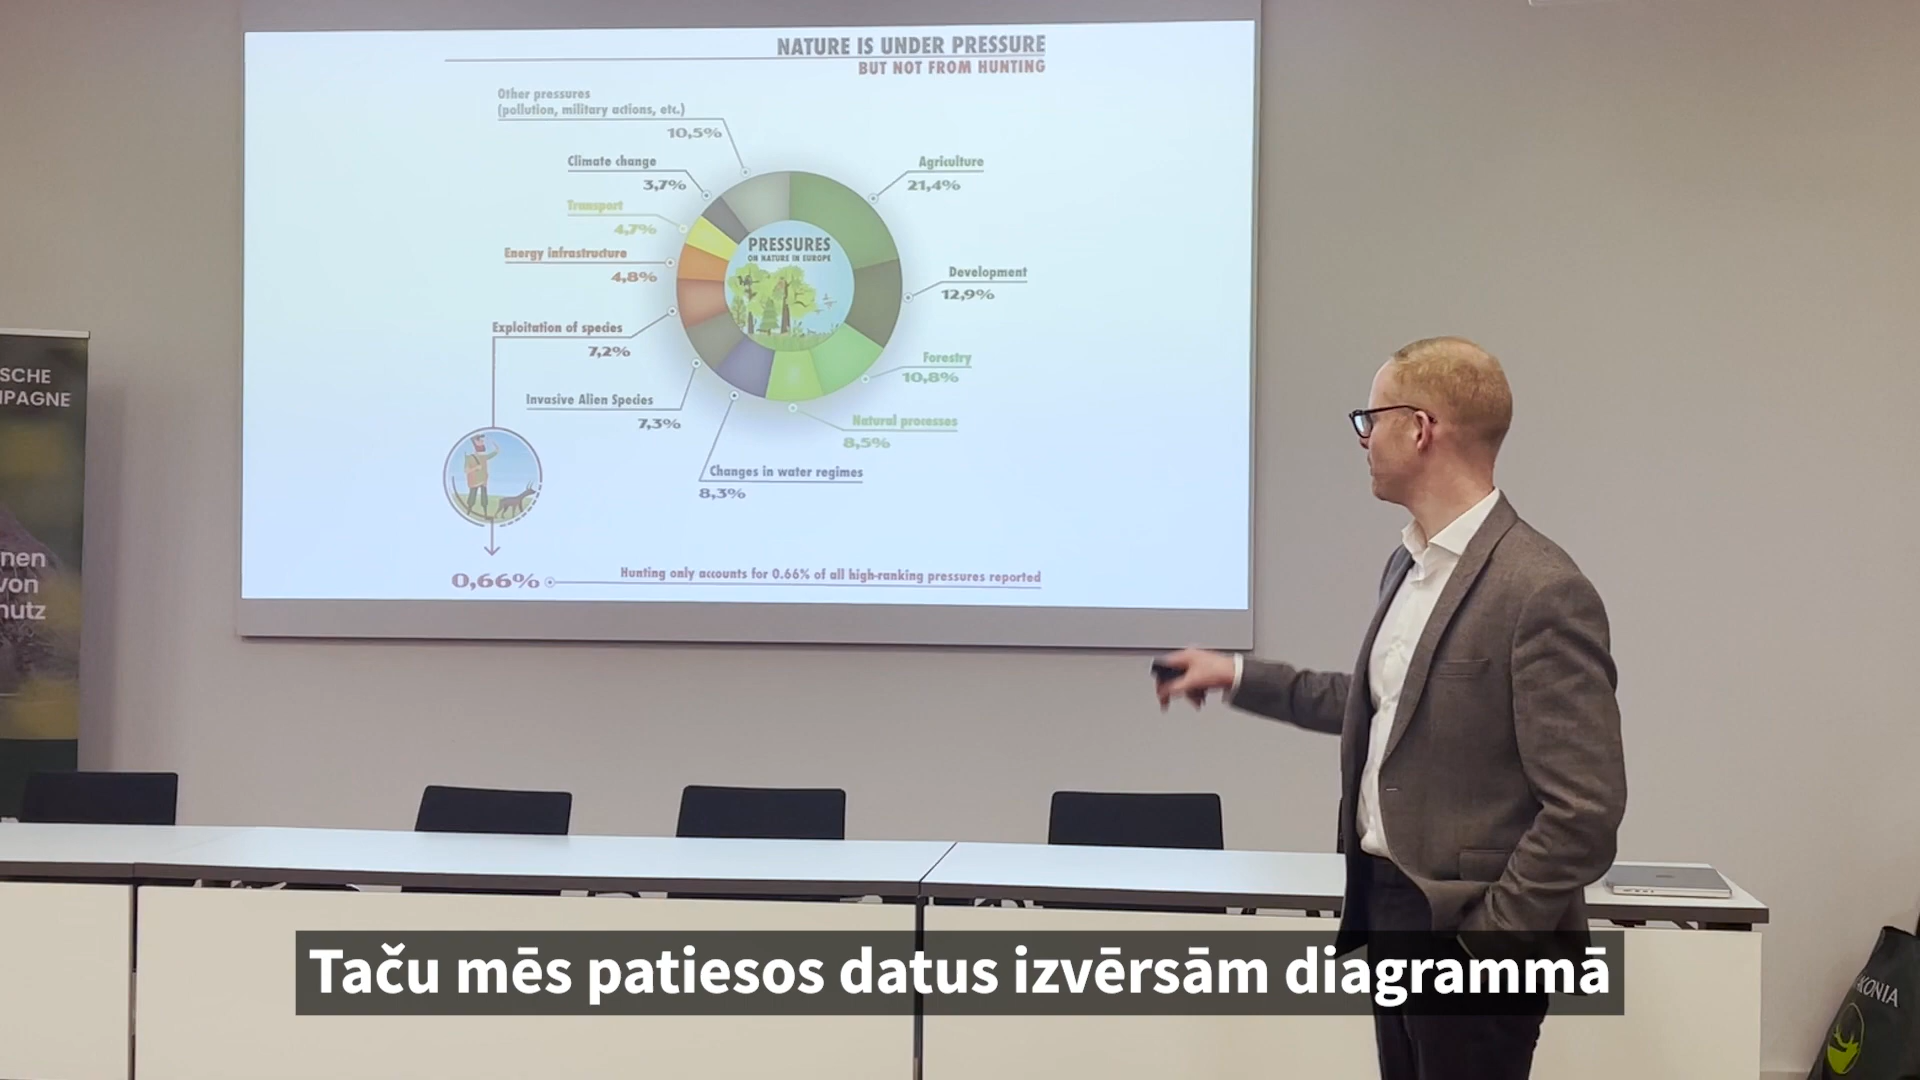 NATURE IS UNDER PRESSURE
BUT NOT FROM HUNTING
Other pressures
(pollution, military actions, etc.)
10,5%
Climate change
3,7%
Transport
4,7%
Energy infrastructure
4,8%
Exploitation of species
7,2%
Invasive Alien Species
7,3%
Changes in water regimes
8,3%
Natural processes
8,5%
Forestry
10,8%
Development
12,9%
Agriculture
21,4%
PRESSURES
ON NATURE IN EUROPE
0,66%
Hunting only accounts for 0.66% of all high-ranking pressures reported
SCHE
PAGNE
nen
von
utz
KONIA
Taču mēs patiesos datus izvērsām diagrammā